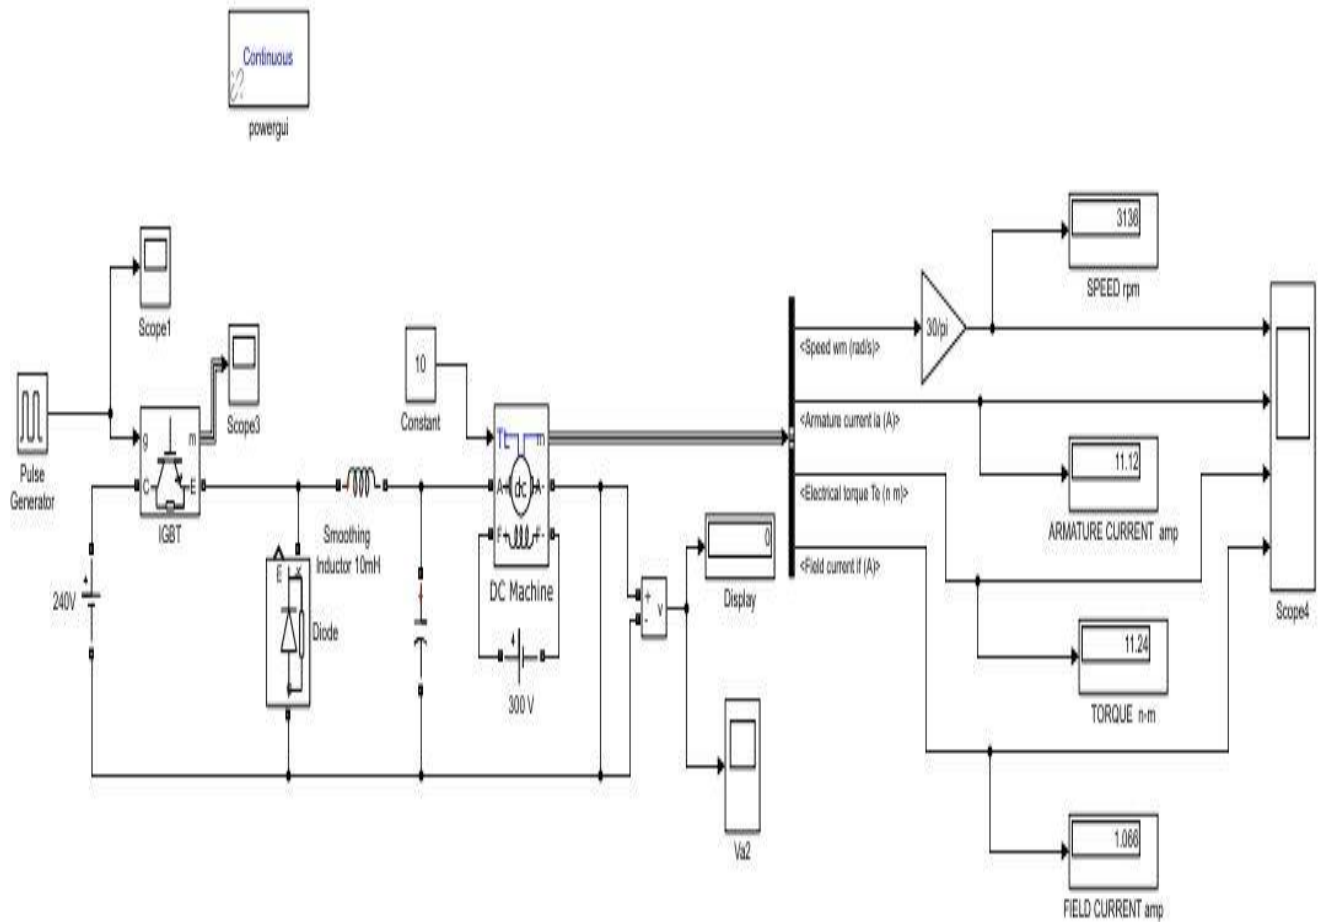 Continuous
powergui
Scope1
Scope3
Pulse
Generator
g
m
C
E
IGBT
240V
Smoothing
Inductor 10mH
Diode
10
Constant
TL
m
A+
dc
A-
F+
F-
DC Machine
300 V
+
-
v
0
Display
Va2
<Speed wm (rad/s)>
<Armature current ia (A)>
<Electrical torque Te (n m)>
<Field current if (A)>
30/pi
3136
SPEED rpm
11.12
ARMATURE CURRENT amp
11.24
TORQUE n-m
1.066
FIELD CURRENT amp
Scope4